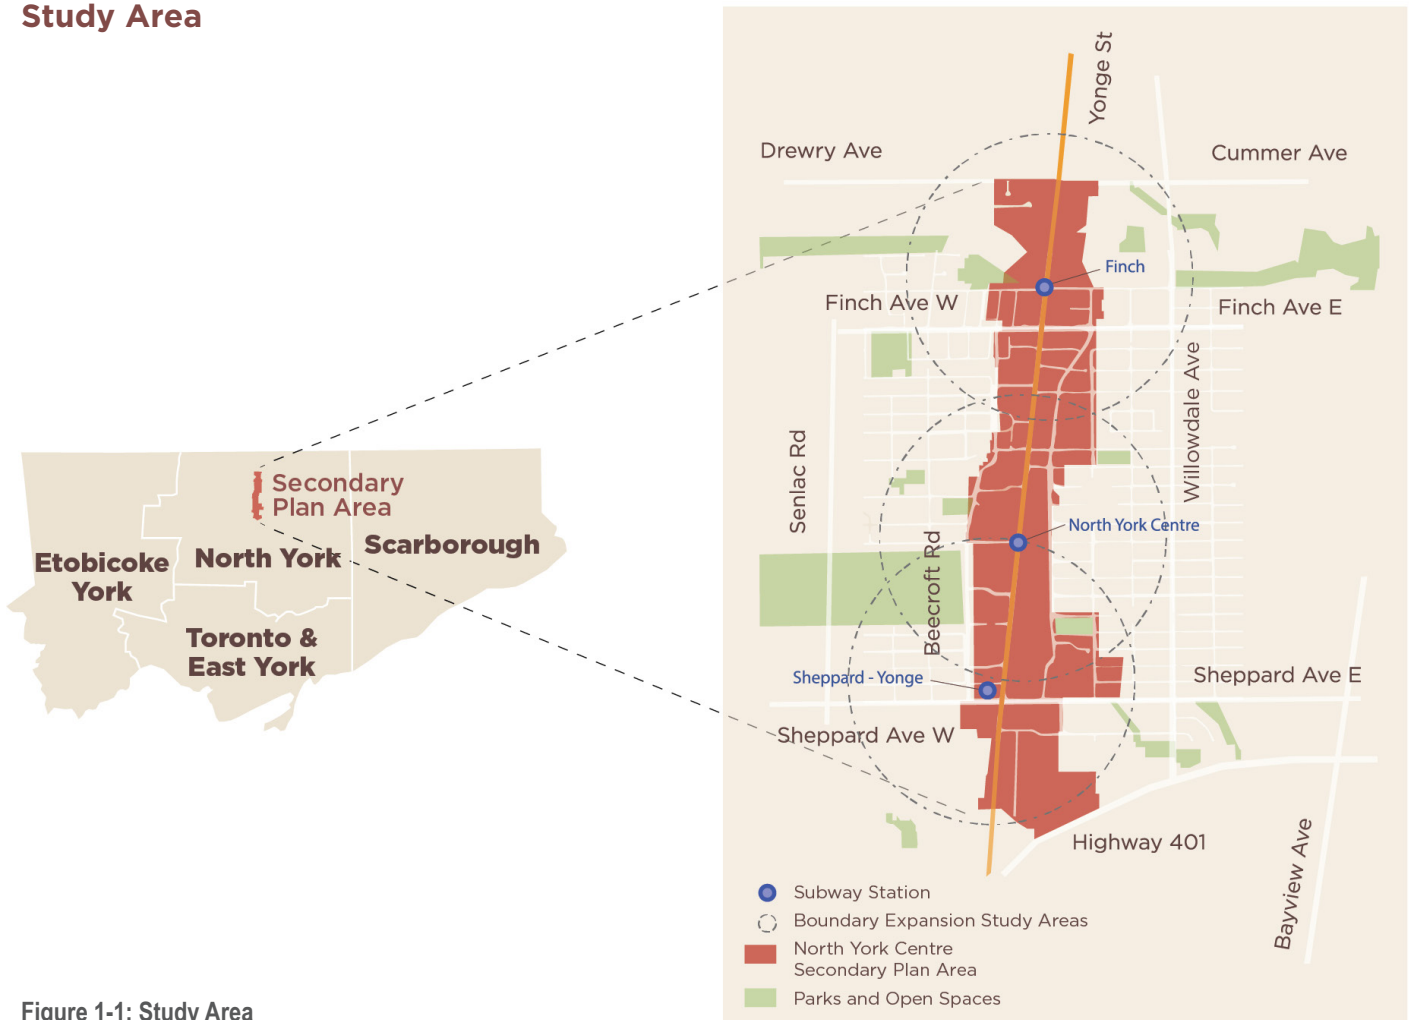 Study Area
Yonge St
Drewry Ave
Cummer Ave
Finch
Finch Ave W
Finch Ave E
Willowdale Ave
Senlac Rd
Secondary
Plan Area
North York Centre
Etobicoke
York
North York
Scarborough
Beecroft Rd
Toronto &
East York
Sheppard - Yonge
Sheppard Ave E
Sheppard Ave W
Highway 401
Bayview Ave
Subway Station
Boundary Expansion Study Areas
North York Centre
Secondary Plan Area
Parks and Open Spaces
Figure 1-1: Study Area